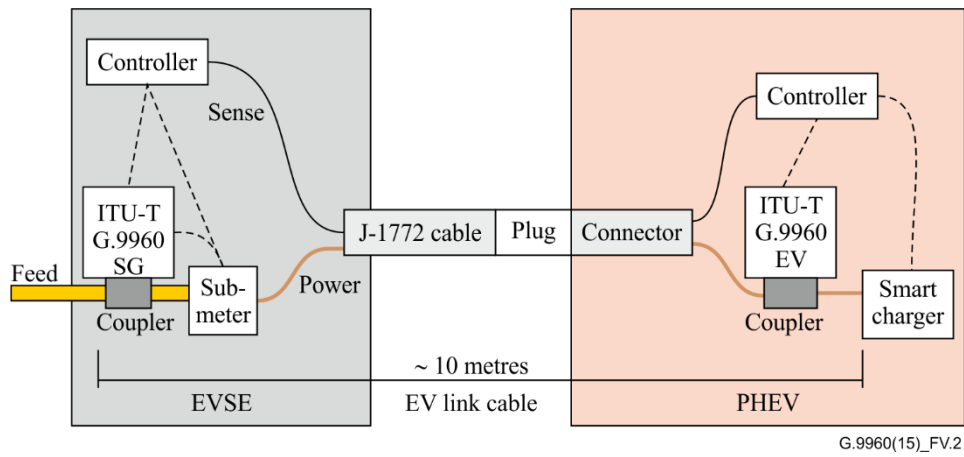 Controller
Sense
ITU-T
G.9960
SG
Feed
Coupler
Sub-
meter
Power
J-1772 cable
Plug
Connector
Controller
ITU-T
G.9960
EV
Coupler
Smart
charger
~ 10 metres
EVSE
EV link cable
PHEV
G.9960(15)_FV.2